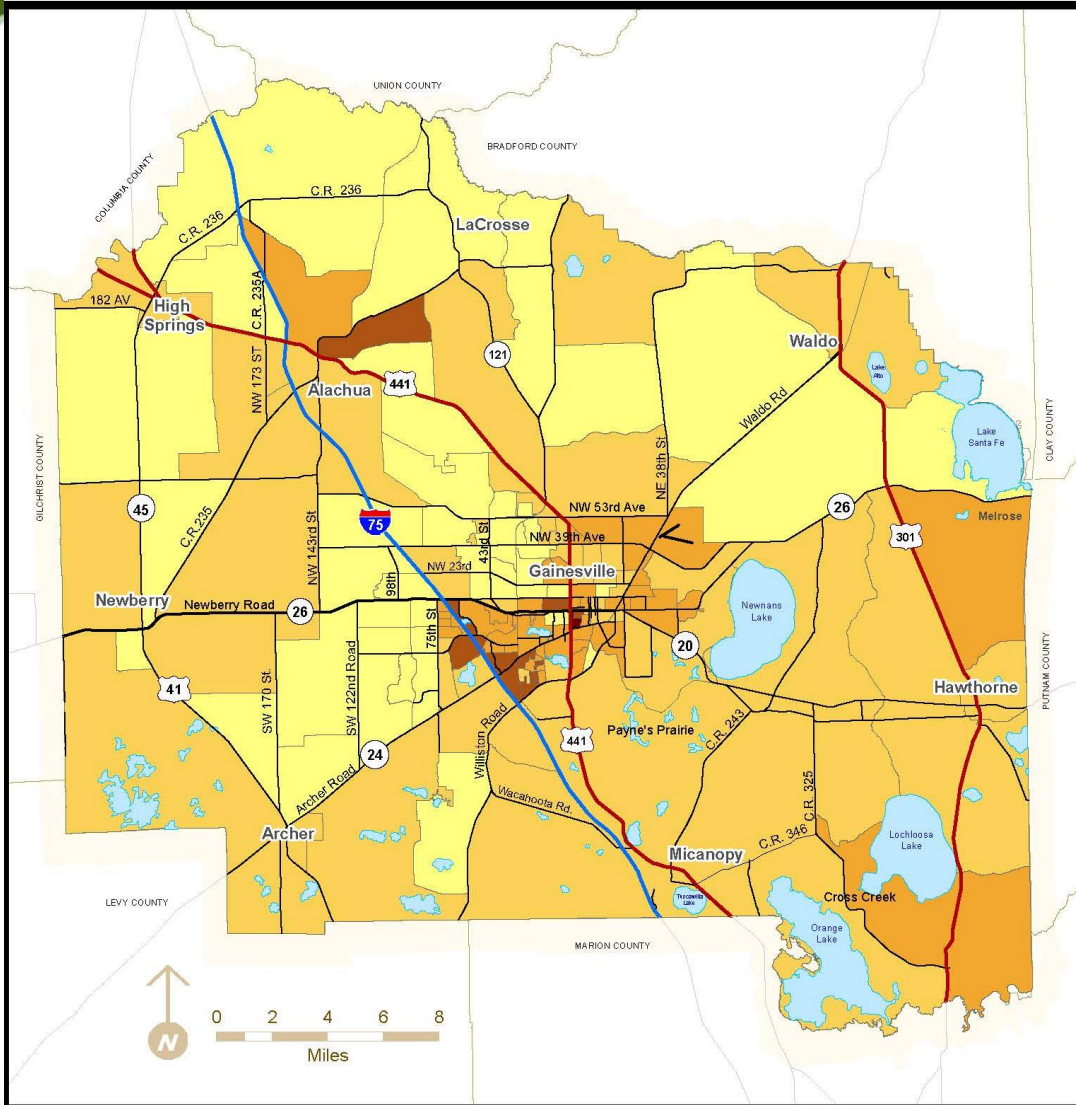 UNION COUNTY
BRADFORD COUNTY
COLUMBIA COUNTY
C.R. 236
C.R. 236
LaCrosse
182 AV
High
Springs
C.R. 235A
NW 173 ST
121
Waldo
Lake
Alto
Alachua
441
Waldo Rd
Lake
Santa Fe
CLAY COUNTY
GILCHRIST COUNTY
NE 38th St
45
C.R.235
NW 143rd St
75
43rd St
NW 53rd Ave
26
Melrose
NW 39th Ave
301
98th
NW 23rd
Gainesville
Newberry
Newberry Road
26
75th St
Newnans
Lake
20
PUTNAM COUNTY
41
SW 170 St.
SW 122nd Road
Hawthorne
24
Williston Road
441
Payne's Prairie
C.R. 243
Archer Road
Wacahoota Rd.
C.R. 325
Archer
C.R. 346
Lochloosa
Lake
Micanopy
LEVY COUNTY
Tuscawilla
Lake
Cross Creek
Orange
Lake
MARION COUNTY
N
0 2 4 6 8
Miles